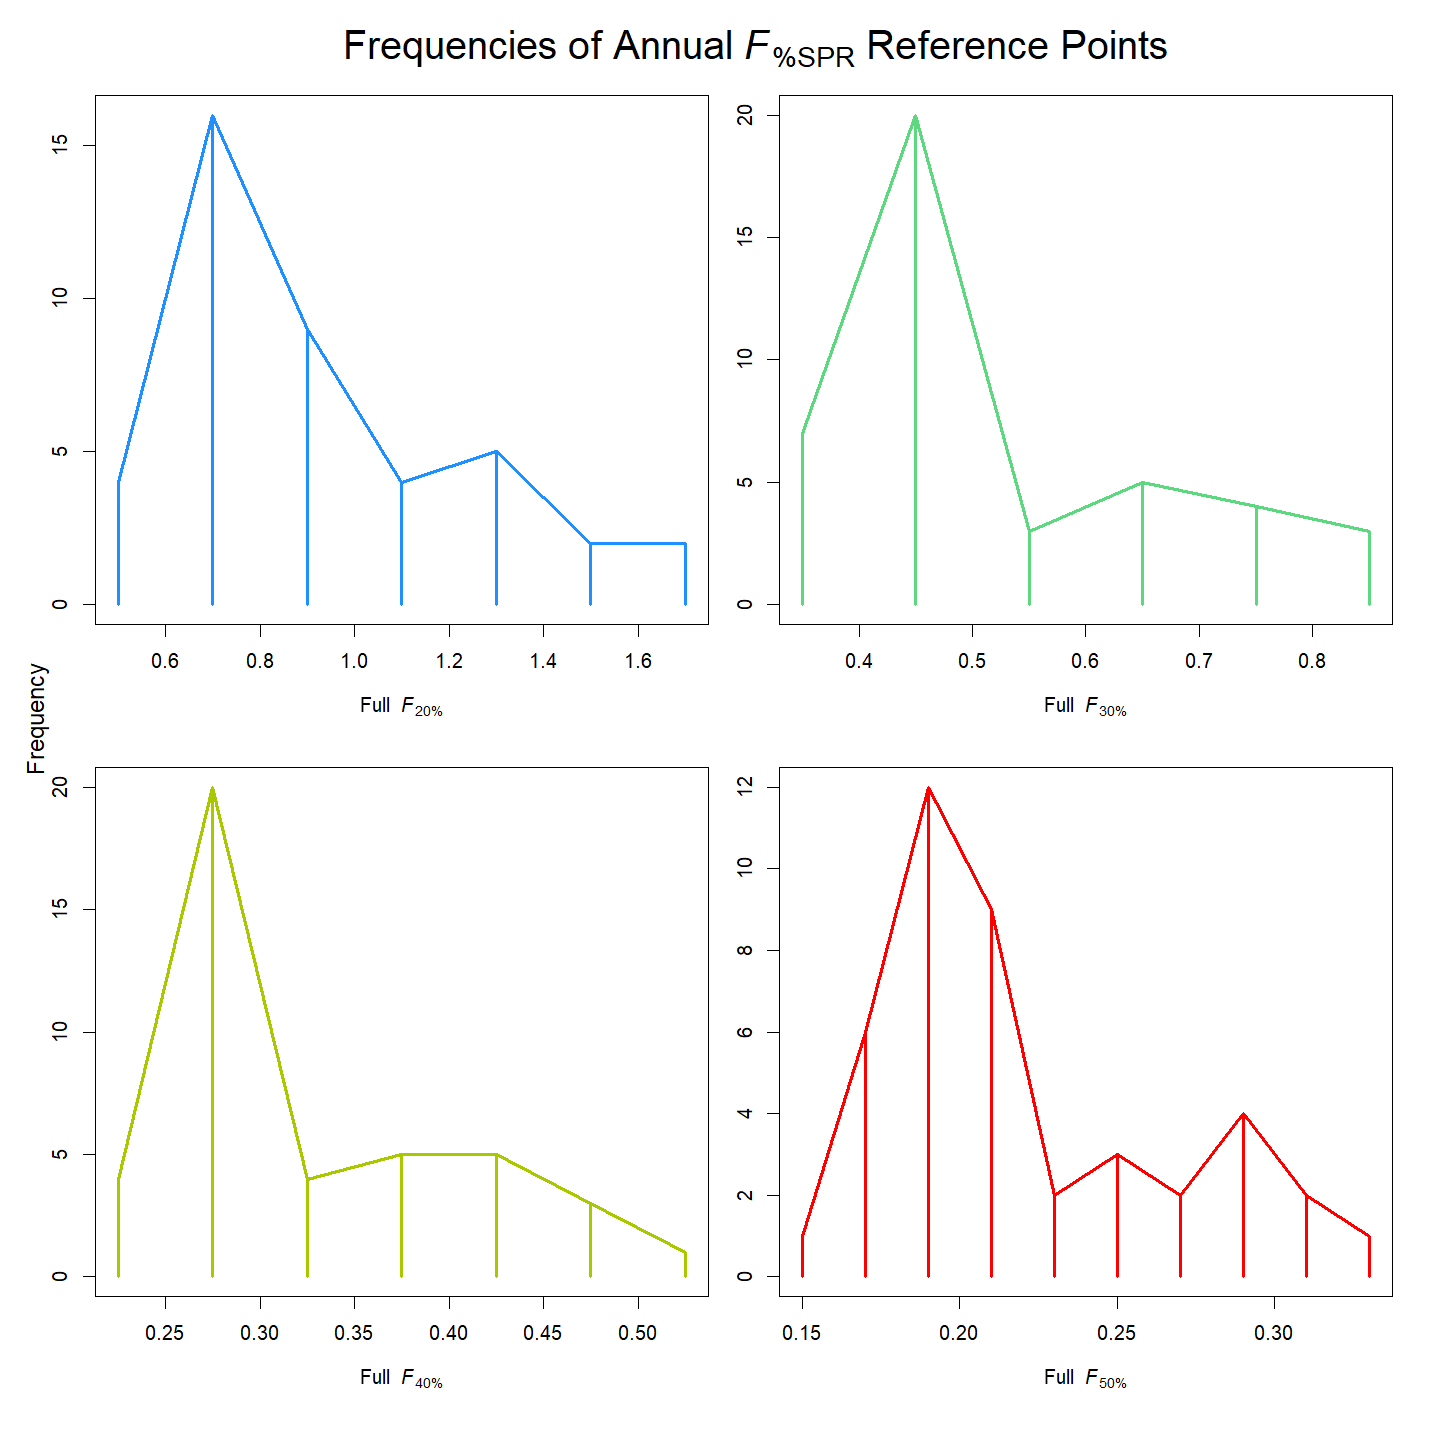 Frequencies of Annual F%SPR Reference Points
Frequency
0 5 10 15
0.6 0.8 1.0 1.2 1.4 1.6
Full F20%
0 5 10 15 20
0.4 0.5 0.6 0.7 0.8
Full F30%
0 5 10 15 20
0.25 0.30 0.35 0.40 0.45 0.50
Full F40%
0 2 4 6 8 10 12
0.15 0.20 0.25 0.30
Full F50%